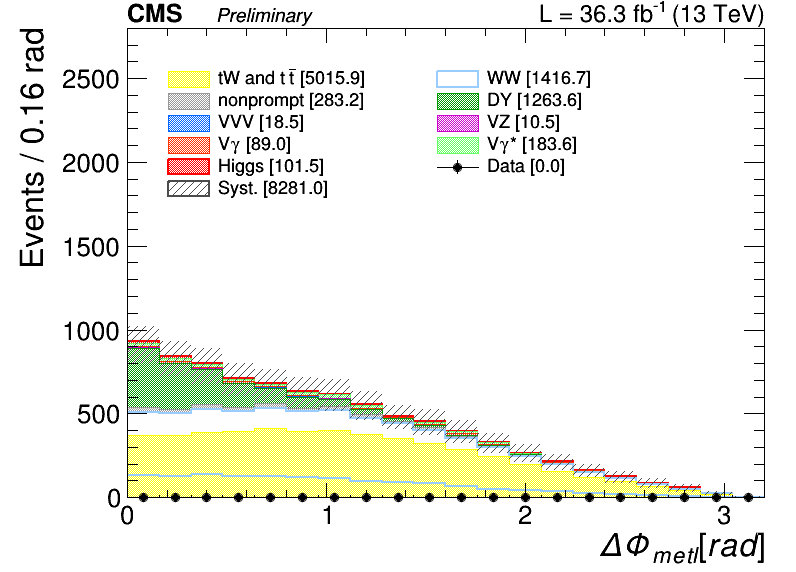 CMS Preliminary L = 36.3 fb⁻¹ (13 TeV)
Events / 0.16 rad
2500
2000
1500
1000
500
0
tW and tt̄ [5015.9]
nonprompt [283.2]
VVV [18.5]
Vγ [89.0]
Higgs [101.5]
Syst. [8281.0]
WW [1416.7]
DY [1263.6]
VZ [10.5]
Vγ* [183.6]
Data [0.0]
0 1 2 3
ΔΦ_metl[rad]